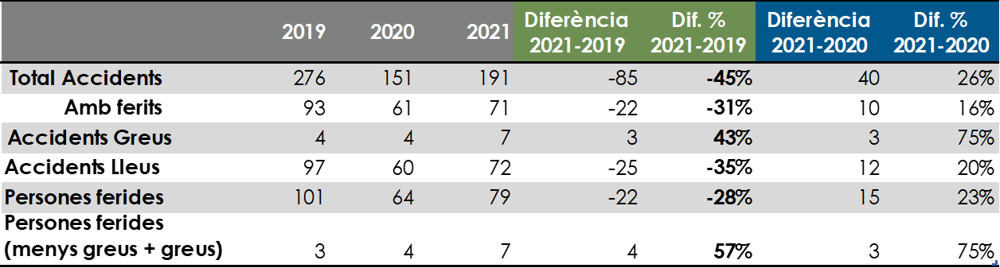 2019 2020 2021 Diferència 2021-2019 Dif. % 2021-2019 Diferència 2021-2020 Dif. % 2021-2020
Total Accidents 276 151 191 -85 -45% 40 26%
Amb ferits 93 61 71 -22 -31% 10 16%
Accidents Greus 4 4 7 3 43% 3 75%
Accidents Lleus 97 60 72 -25 -35% 12 20%
Persones ferides 101 64 79 -22 -28% 15 23%
Persones ferides
(menys greus + greus) 3 4 7 4 57% 3 75%